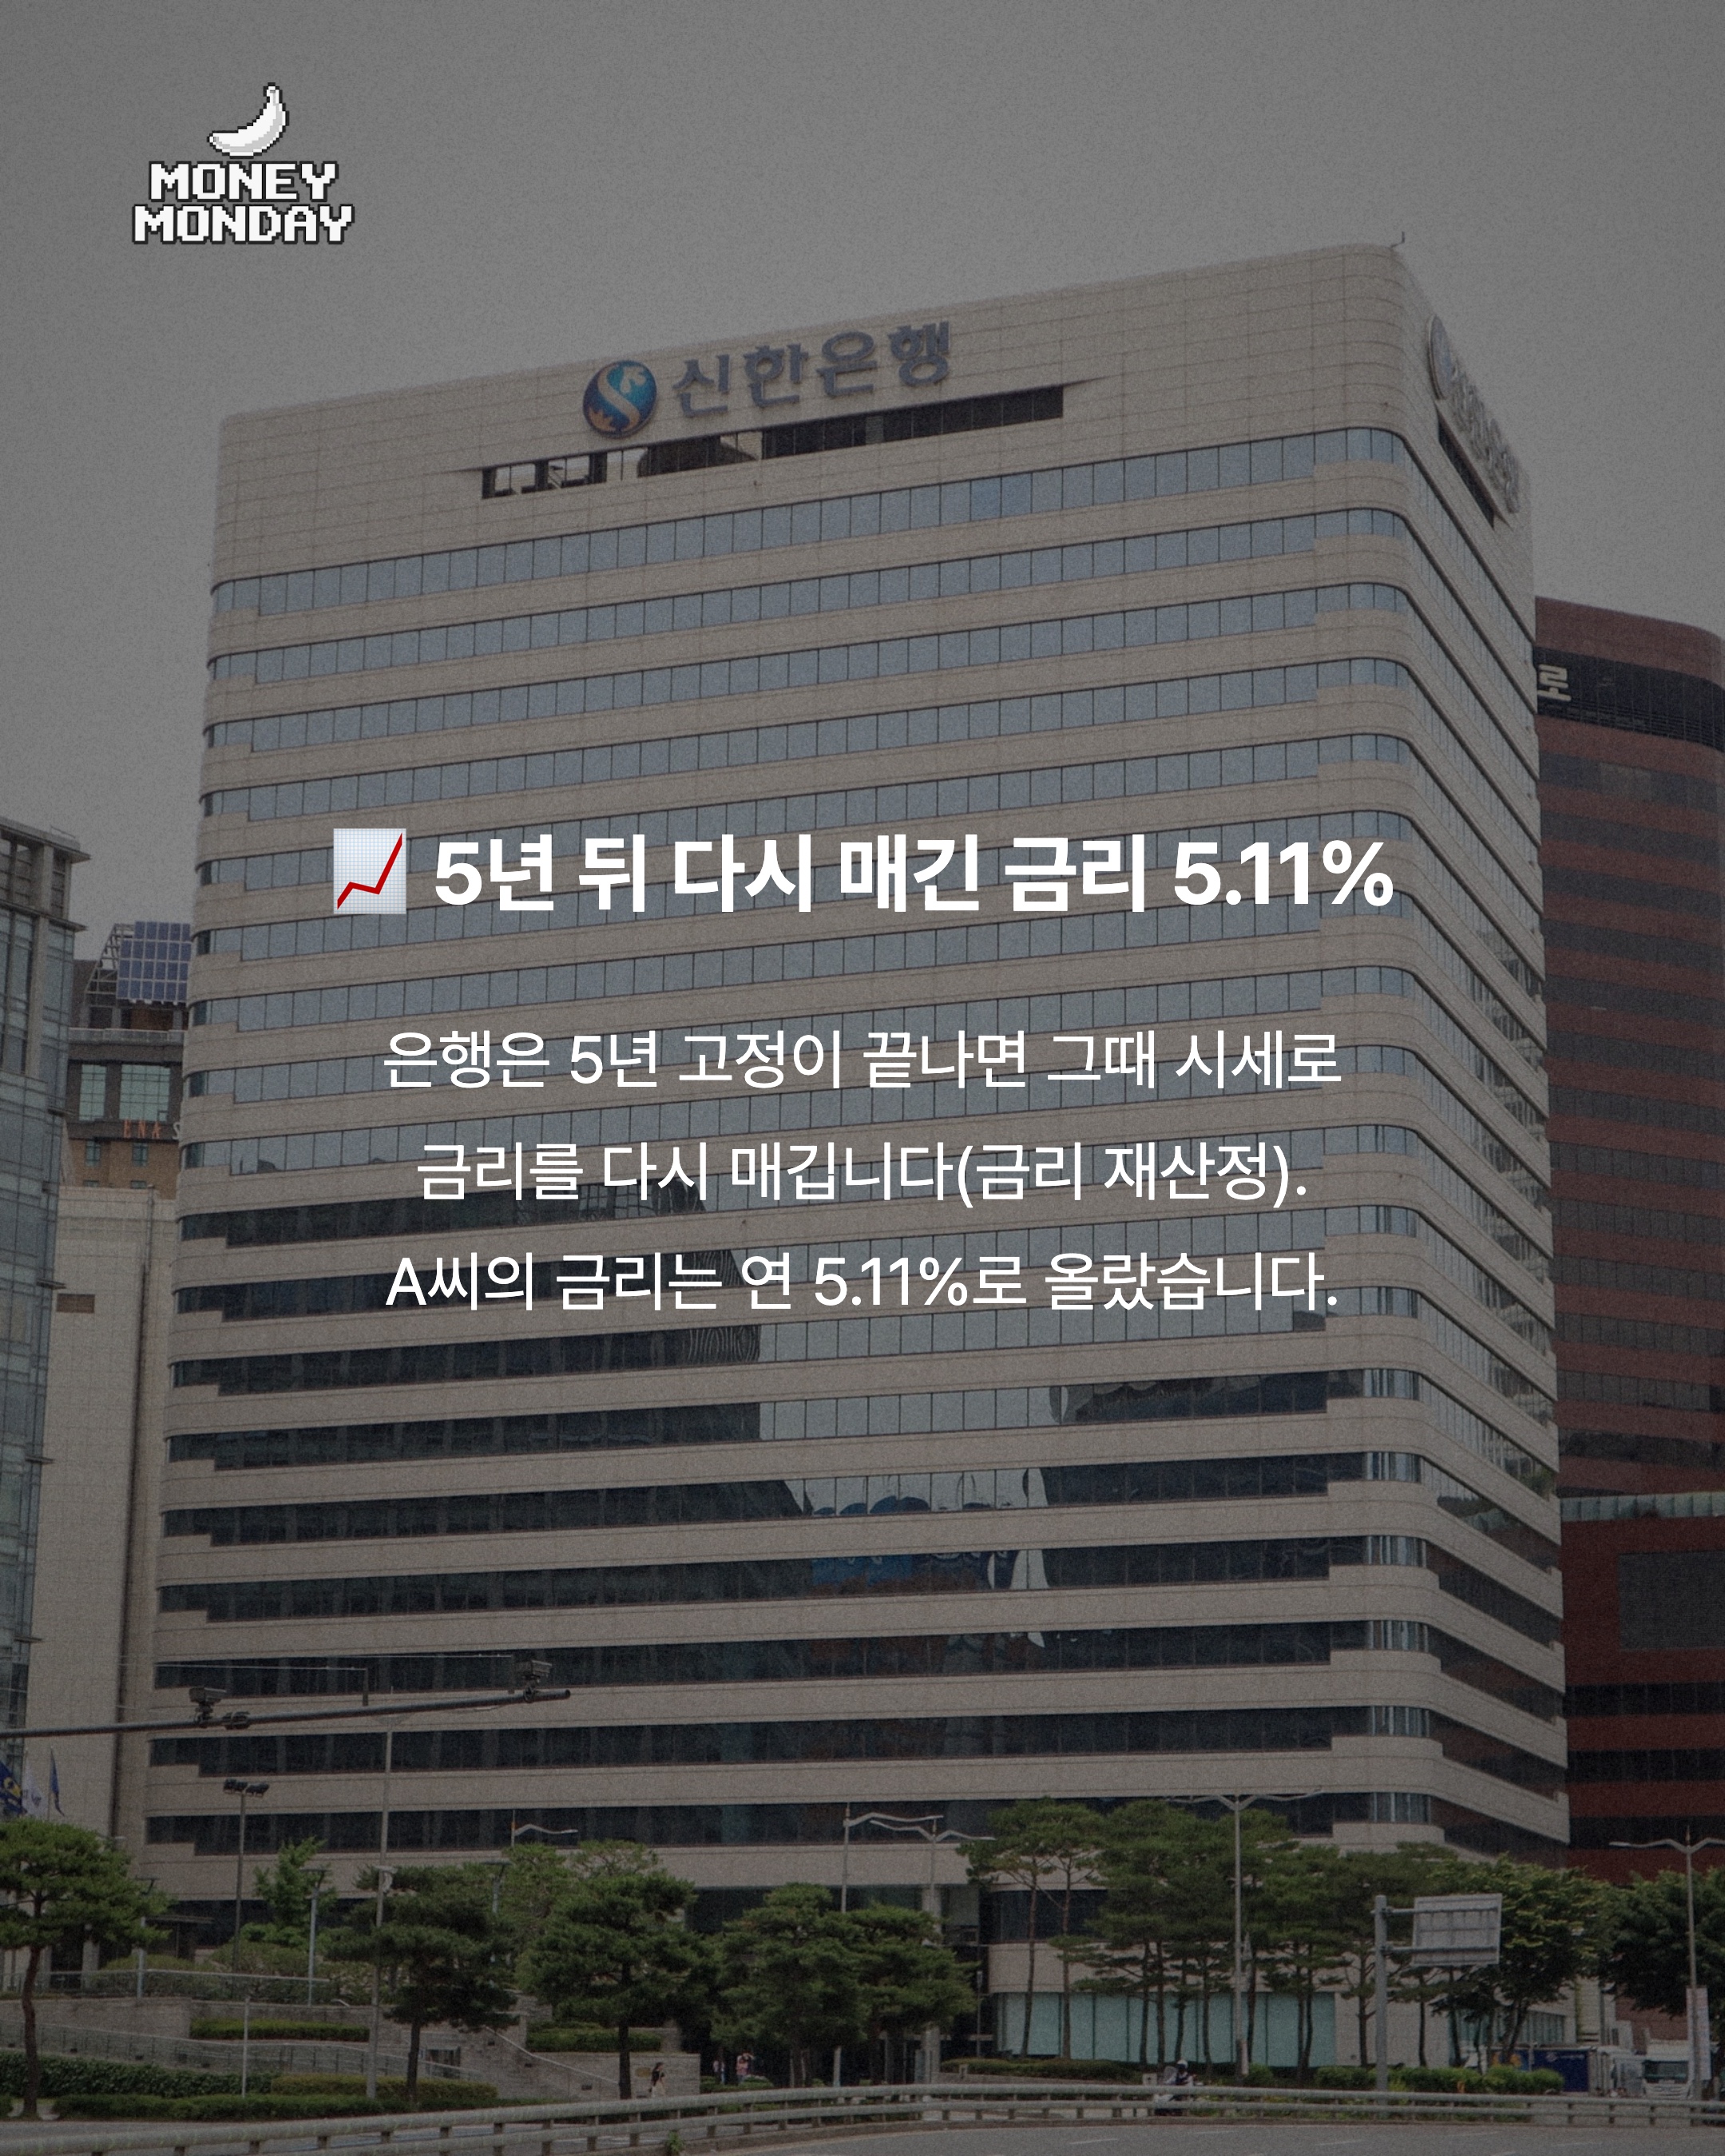 MONEY
MONDAY
신한은행
로
📈 5년 뒤 다시 매긴 금리 5.11%
은행은 5년 고정이 끝나면 그때 시세로
금리를 다시 매깁니다(금리 재산정).
A씨의 금리는 연 5.11%로 올랐습니다.
ENA